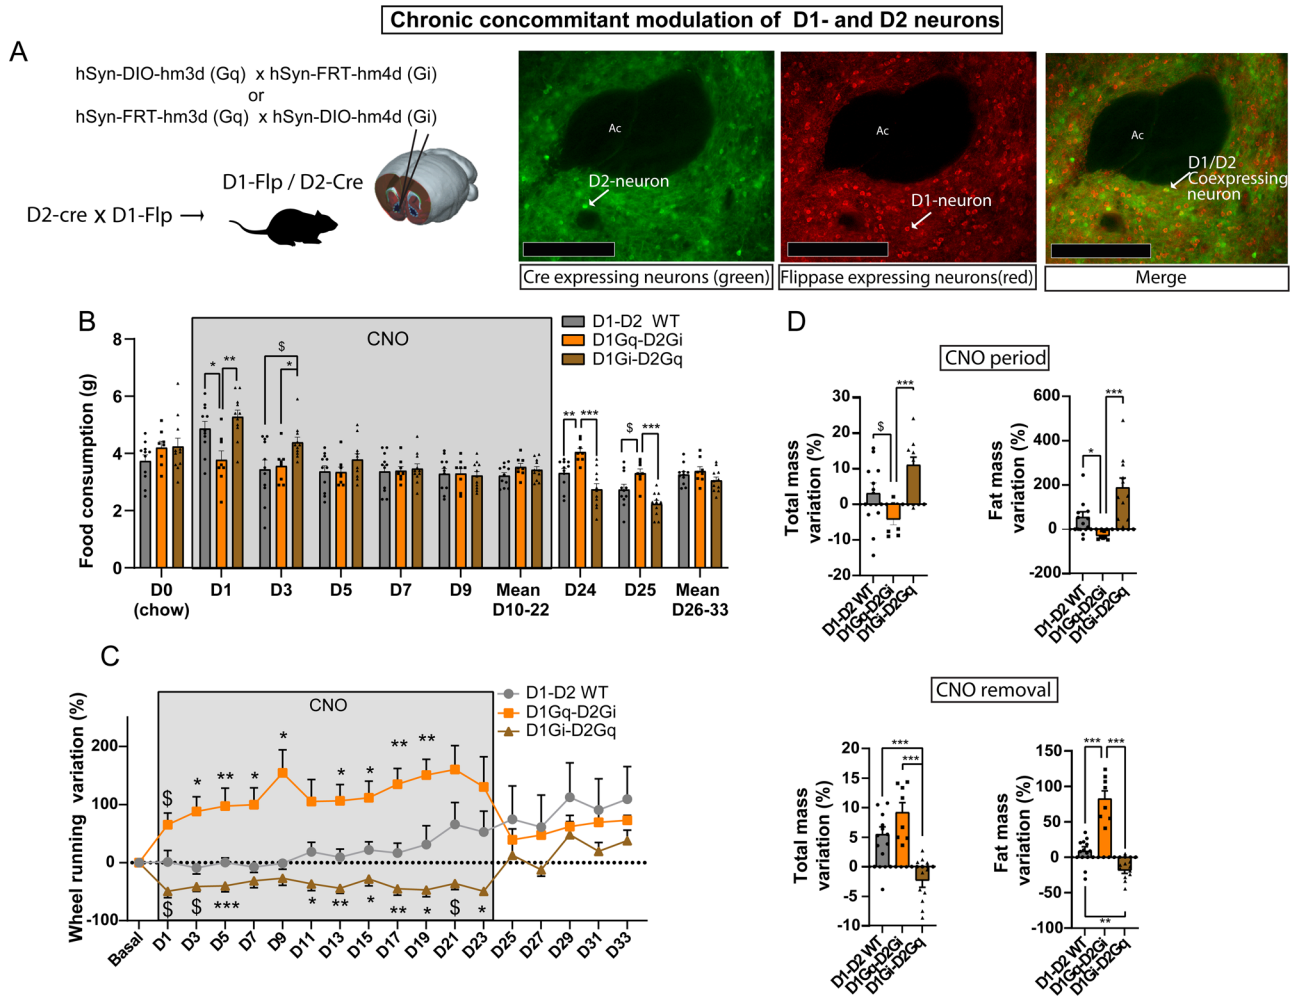 Chronic concommitant modulation of D1- and D2 neurons
A
hSyn-DIO-hm3d (Gq) x hSyn-FRT-hm4d (Gi)
or
hSyn-FRT-hm3d (Gq) x hSyn-DIO-hm4d (Gi)
D1-Flp / D2-Cre
D2-cre x D1-Flp →
Ac
D2-neuron
Cre expressing neurons (green)
Ac
D1-neuron
Flippase expressing neurons(red)
Ac
D1/D2
Coexpressing
neuron
Merge
B
Food consumption (g)
8
6
4
2
0
CNO
* **
$
*
** ***
$ ***
D1-D2 WT
D1Gq-D2Gi
D1Gi-D2Gq
D0
(chow)
D1
D3
D5
D7
D9
Mean
D10-22
D24
D25
Mean
D26-33
C
Wheel running variation (%)
200
100
0
-100
CNO
$ * ** * * * * ** **
$ $ *** * ** * ** * $ *
D1-D2 WT
D1Gq-D2Gi
D1Gi-D2Gq
Basal
D1
D3
D5
D7
D9
D11
D13
D15
D17
D19
D21
D23
D25
D27
D29
D31
D33
D
CNO period
Total mass
variation (%)
30
20
10
0
-10
-20
$
***
D1-D2 WT
D1Gq-D2Gi
D1Gi-D2Gq
Fat mass
variation (%)
600
400
200
0
-200
*
***
D1-D2 WT
D1Gq-D2Gi
D1Gi-D2Gq
CNO removal
Total mass
variation (%)
20
15
10
5
0
-5
-10
***
***
D1-D2 WT
D1Gq-D2Gi
D1Gi-D2Gq
Fat mass
variation (%)
150
100
50
0
-50
-100
*** ***
**
D1-D2 WT
D1Gq-D2Gi
D1Gi-D2Gq